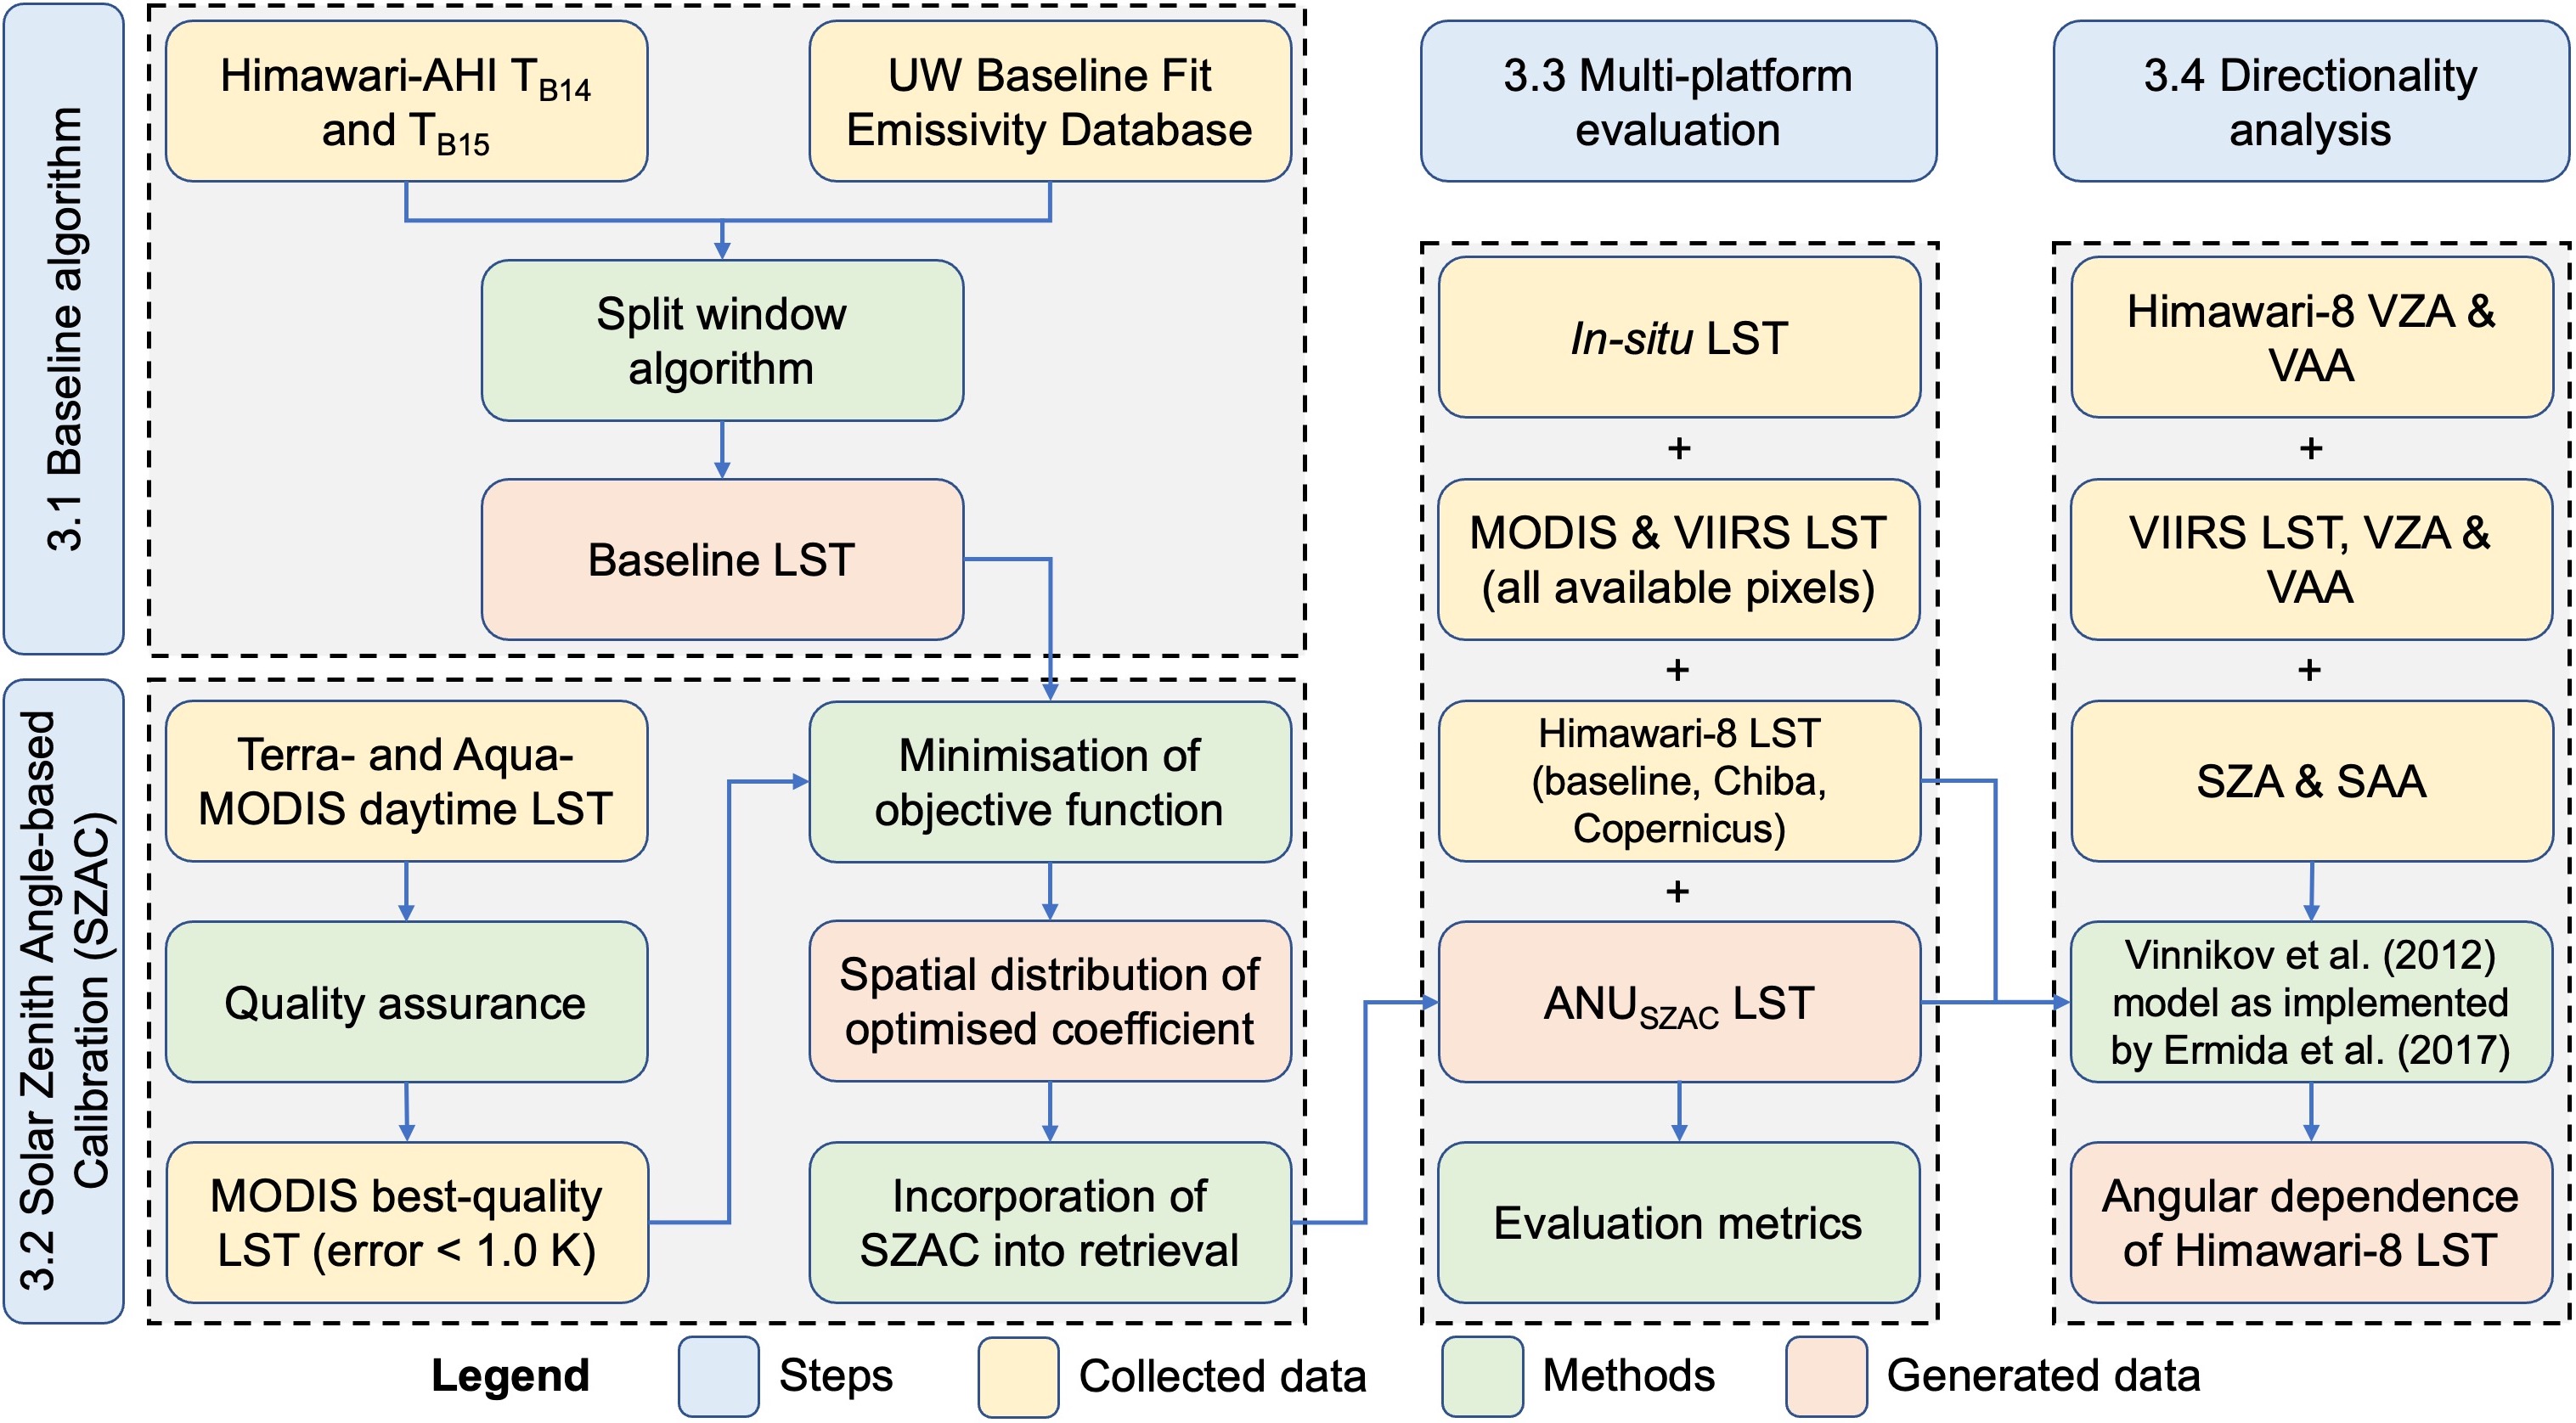 3.1 Baseline algorithm
Himawari-AHI T_B14
and T_B15
UW Baseline Fit
Emissivity Database
Split window
algorithm
Baseline LST
3.2 Solar Zenith Angle-based
Calibration (SZAC)
Terra- and Aqua-
MODIS daytime LST
Quality assurance
MODIS best-quality
LST (error < 1.0 K)
Minimisation of
objective function
Spatial distribution of
optimised coefficient
Incorporation of
SZAC into retrieval
3.3 Multi-platform
evaluation
In-situ LST
+
MODIS & VIIRS LST
(all available pixels)
+
Himawari-8 LST
(baseline, Chiba,
Copernicus)
+
ANU_SZAC LST
Evaluation metrics
3.4 Directionality
analysis
Himawari-8 VZA &
VAA
+
VIIRS LST, VZA &
VAA
+
SZA & SAA
Vinnikov et al. (2012)
model as implemented
by Ermida et al. (2017)
Angular dependence
of Himawari-8 LST
Legend
Steps
Collected data
Methods
Generated data